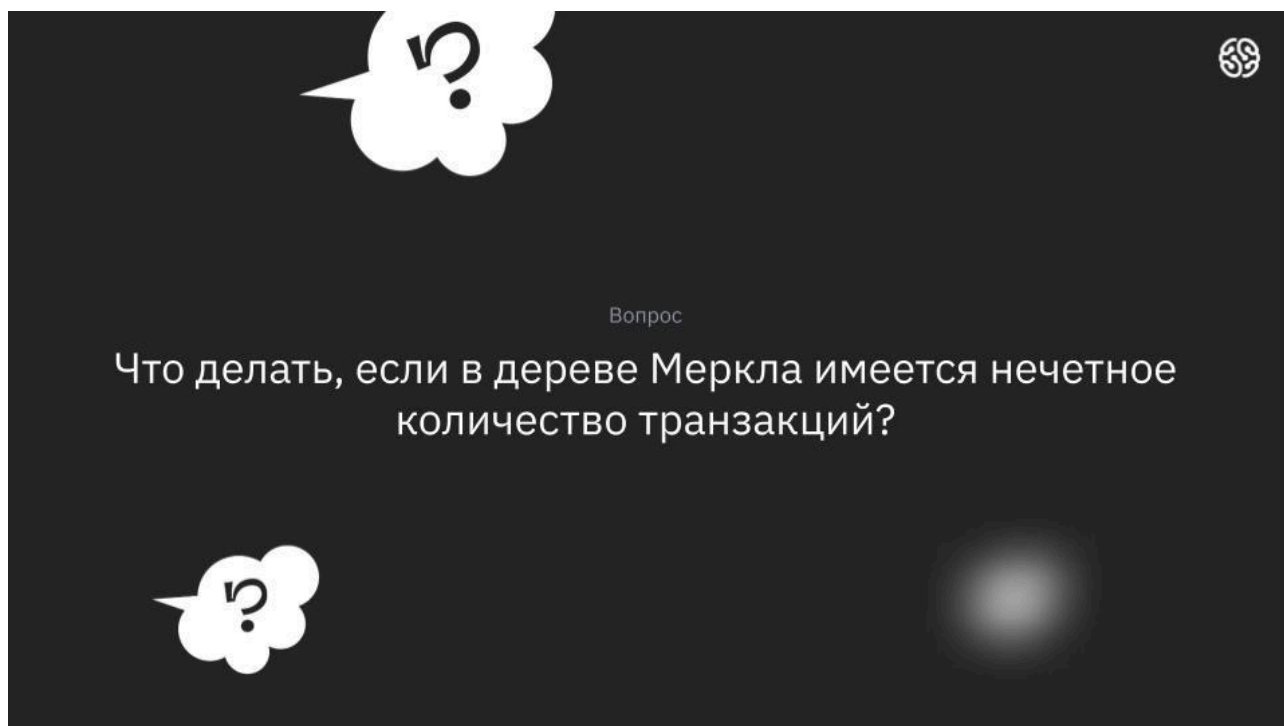 ?
Вопрос
Что делать, если в дереве Меркла имеется нечетное
количество транзакций?
?